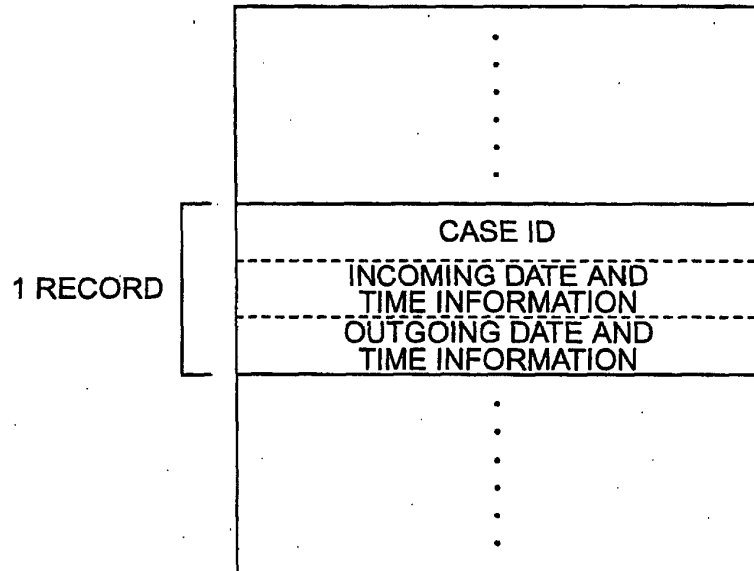 CASE ID
1 RECORD
INCOMING DATE AND
TIME INFORMATION
OUTGOING DATE AND
TIME INFORMATION